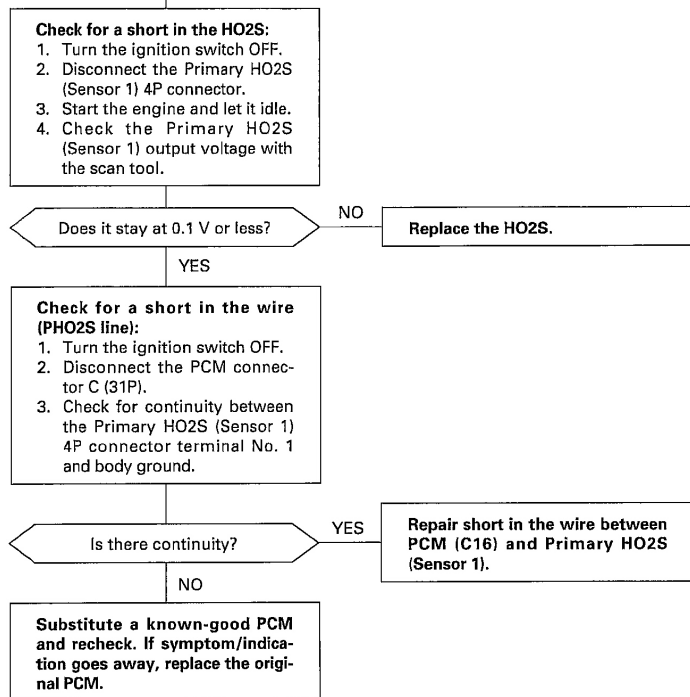 Check for a short in the HO2S:
1. Turn the ignition switch OFF.
2. Disconnect the Primary HO2S
(Sensor 1) 4P connector.
3. Start the engine and let it idle.
4. Check the Primary HO2S
(Sensor 1) output voltage with
the scan tool.
Does it stay at 0.1 V or less?
NO
Replace the HO2S.
YES
Check for a short in the wire
(PHO2S line):
1. Turn the ignition switch OFF.
2. Disconnect the PCM connec-
tor C (31P).
3. Check for continuity between
the Primary HO2S (Sensor 1)
4P connector terminal No. 1
and body ground.
Is there continuity?
YES
Repair short in the wire between
PCM (C16) and Primary HO2S
(Sensor 1).
NO
Substitute a known-good PCM
and recheck. If symptom/indica-
tion goes away, replace the origi-
nal PCM.